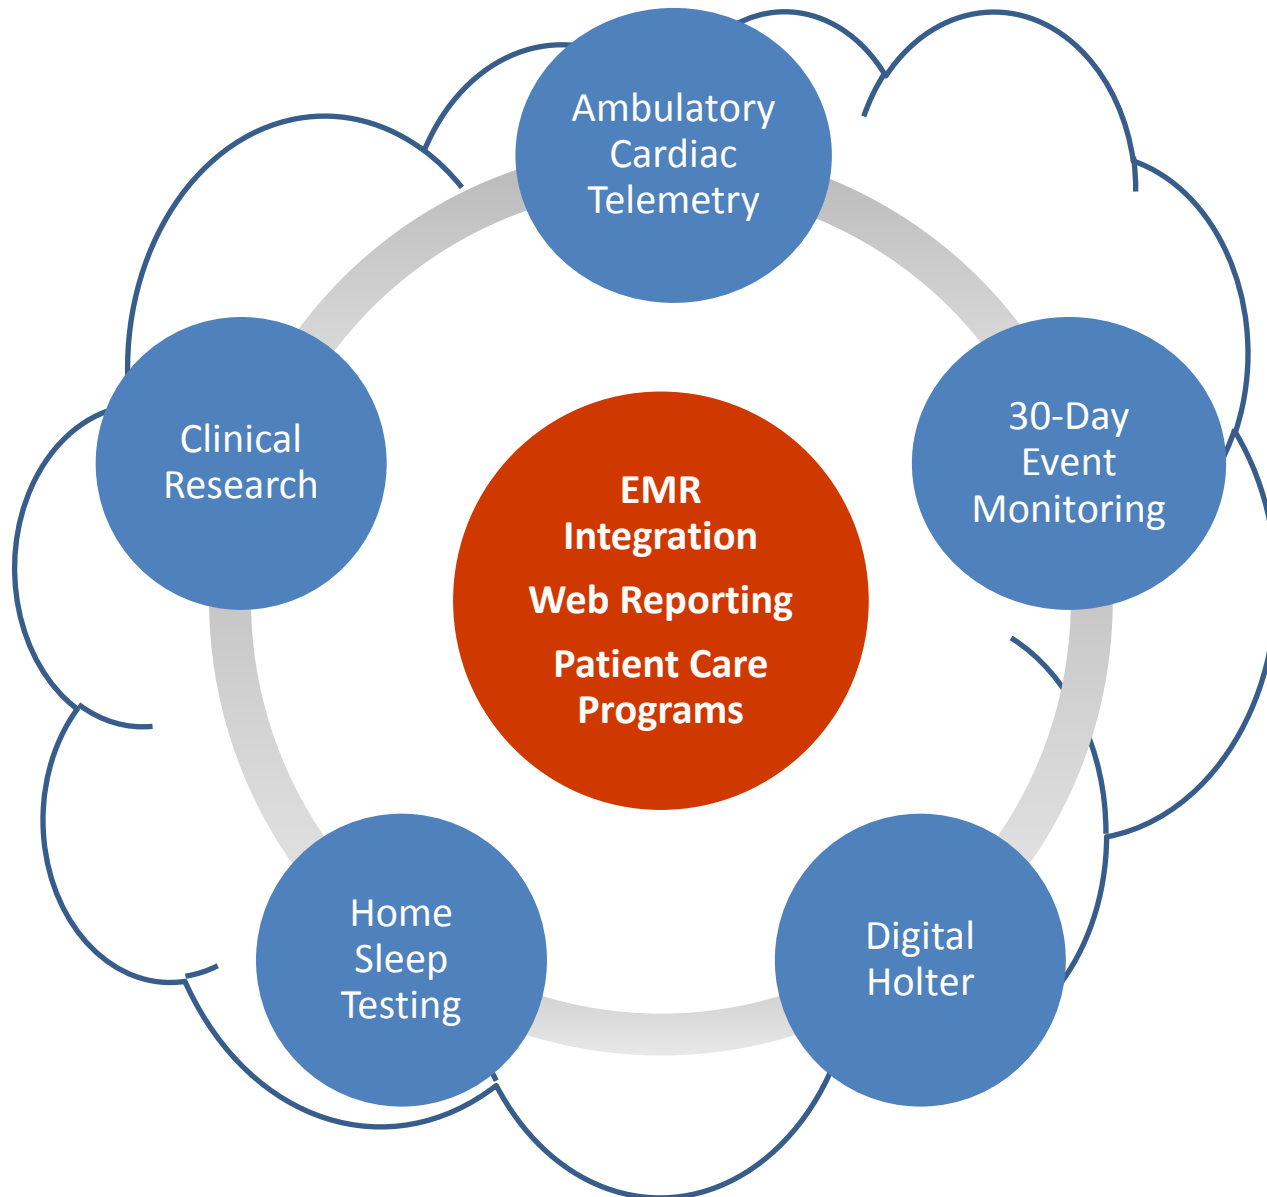 Ambulatory
Cardiac
Telemetry
30-Day
Event
Monitoring
Digital
Holter
Home
Sleep
Testing
Clinical
Research
EMR
Integration
Web Reporting
Patient Care
Programs